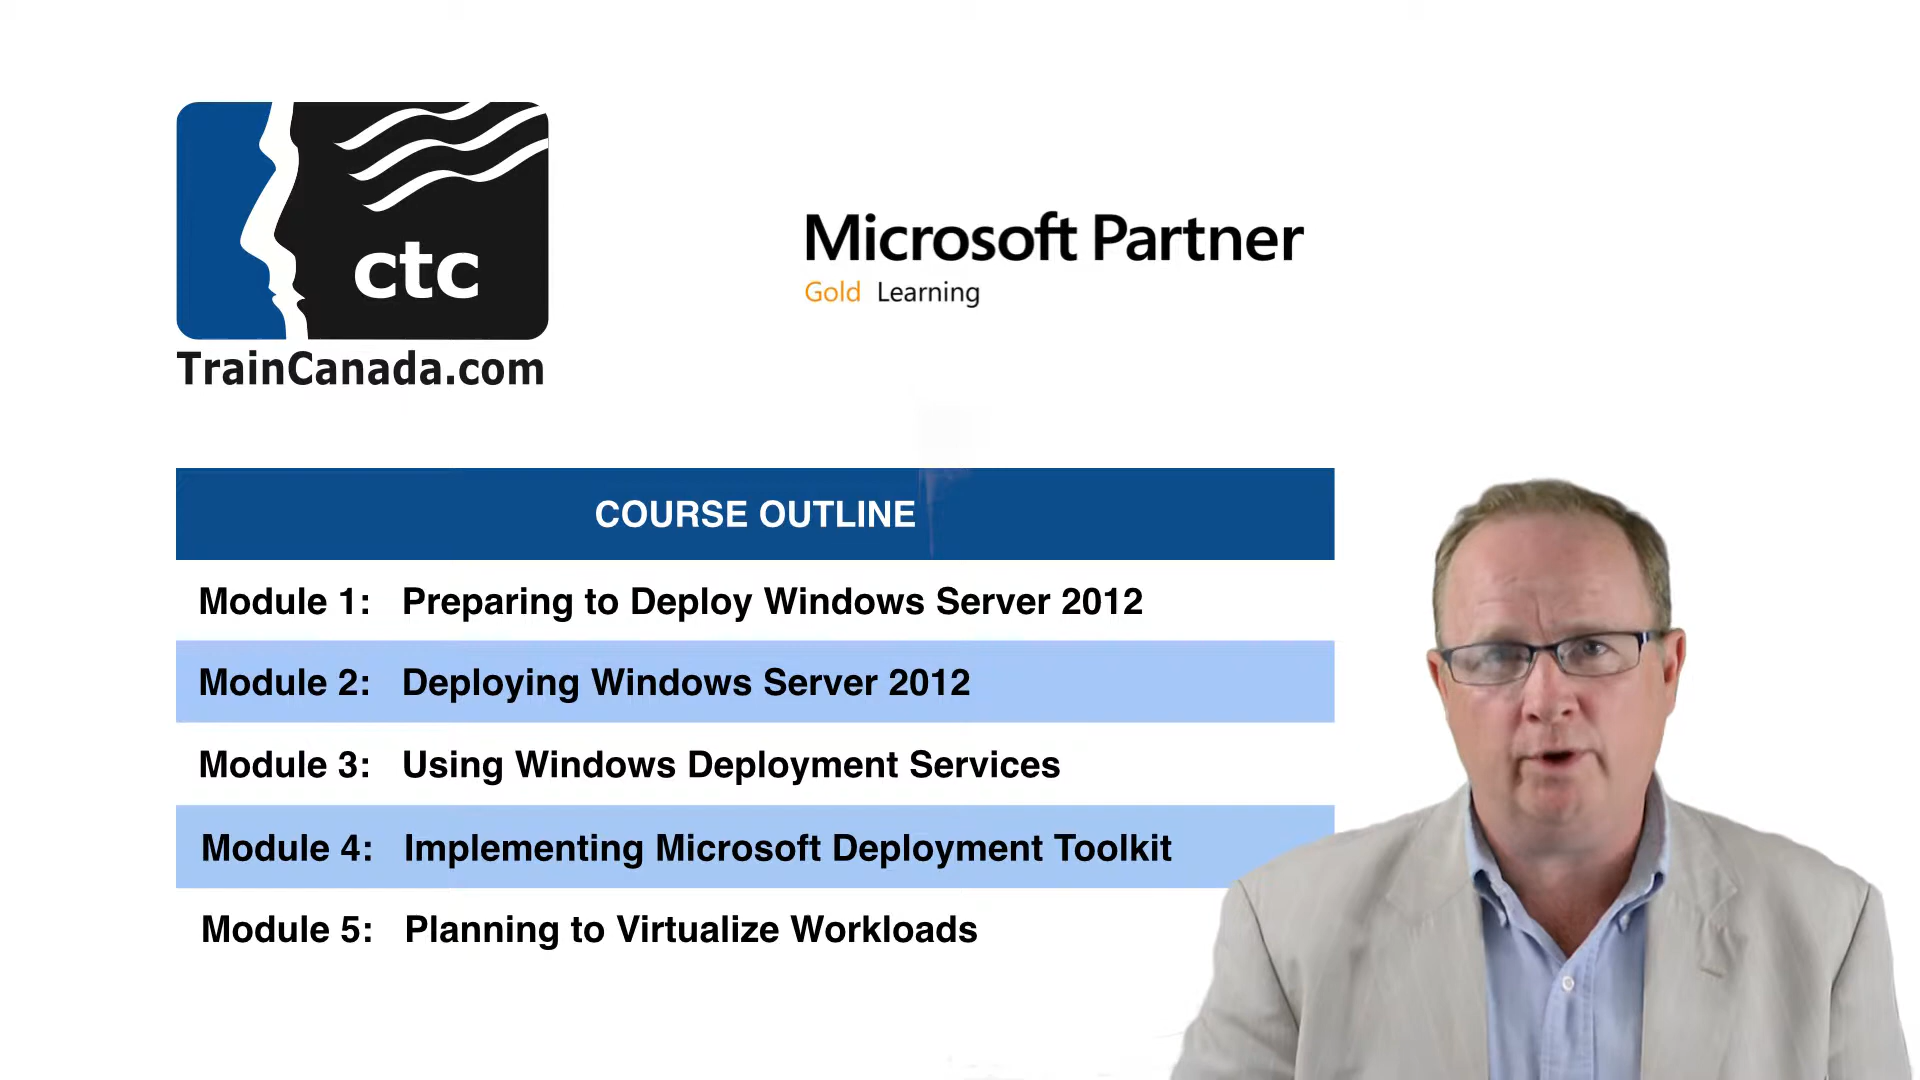 ctc
TrainCanada.com
Microsoft Partner
Gold Learning
COURSE OUTLINE
Module 1: Preparing to Deploy Windows Server 2012
Module 2: Deploying Windows Server 2012
Module 3: Using Windows Deployment Services
Module 4: Implementing Microsoft Deployment Toolkit
Module 5: Planning to Virtualize Workloads